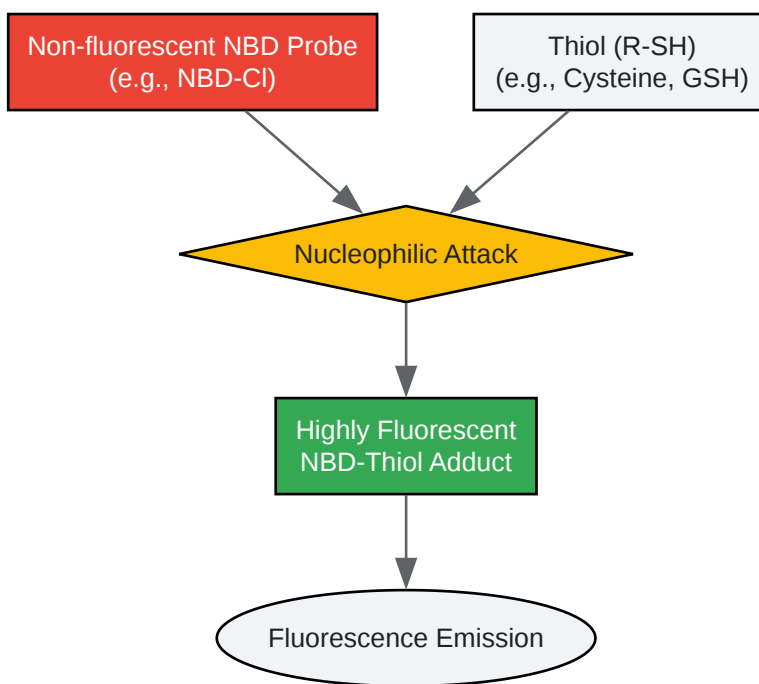 Non-fluorescent NBD Probe
(e.g., NBD-Cl)
Thiol (R-SH)
(e.g., Cysteine, GSH)
Nucleophilic Attack
Highly Fluorescent
NBD-Thiol Adduct
Fluorescence Emission